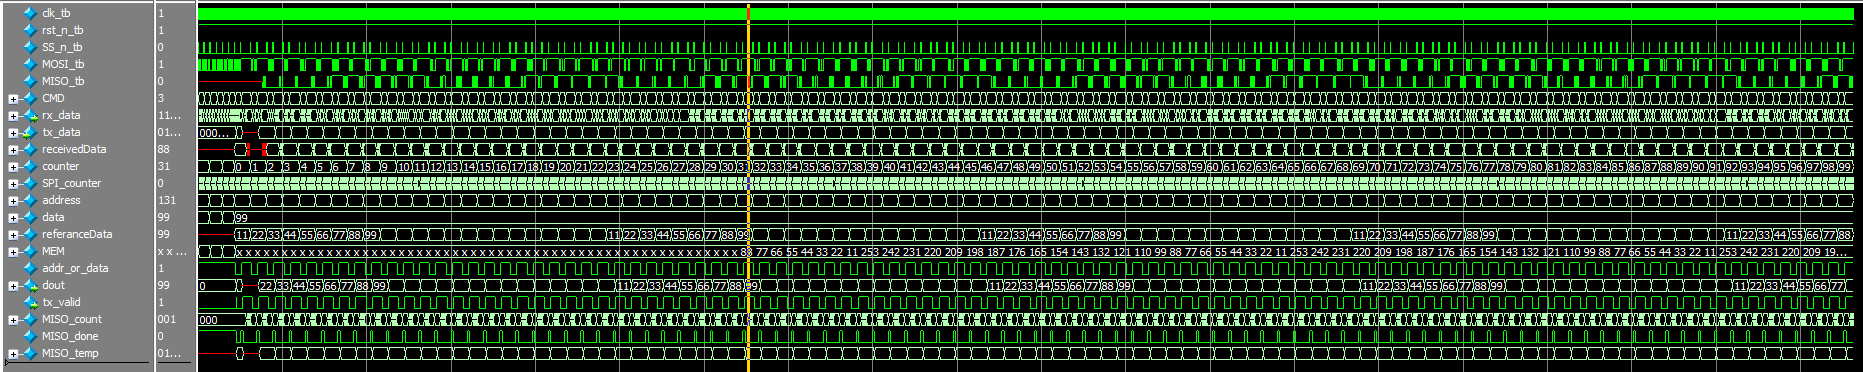 clk_tb 1
rst_n_tb 1
SS_n_tb 0
MOSI_tb 1
MISO_tb 0
CMD 3
rx_data 11...
tx_data 01... 000...
receivedData 88
counter 31 0 1 2 3 4 5 6 7 8 9 10 11 12 13 14 15 16 17 18 19 20 21 22 23 24 25 26 27 28 29 30 31 32 33 34 35 36 37 38 39 40 41 42 43 44 45 46 47 48 49 50 51 52 53 54 55 56 57 58 59 60 61 62 63 64 65 66 67 68 69 70 71 72 73 74 75 76 77 78 79 80 81 82 83 84 85 86 87 88 89 90 91 92 93 94 95 96 97 98 99
SPI_counter 0
address 131
data 99 99
referanceData 99 11 22 33 44 55 66 77 88 99 11 22 33 44 55 66 77 88 99 11 22 33 44 55 66 77 88 99 11 22 33 44 55 66 77 88 99 11 22 33 44 55 66 77 88
MEM x x ... x x x x x x x x x x x x x x x x x x x x x x x x x x x x x x x x x x x x x x x x x x x x x x x x x x x 88 77 66 55 44 33 22 11 253 242 231 220 209 198 187 176 165 154 143 132 121 110 99 88 77 66 55 44 33 22 11 253 242 231 220 209 198 187 176 165 154 143 132 121 110 99 88 77 66 55 44 33 22 11 253 242 231 220 209 19...
addr_or_data 1
dout 99 0 22 33 44 55 66 77 88 99 11 22 33 44 55 66 77 88 99 11 22 33 44 55 66 77 88 99 11 22 33 44 55 66 77 88 99 11 22 33 44 55 66 77
tx_valid 1
MISO_count 001 000
MISO_done 0
MISO_temp 01...